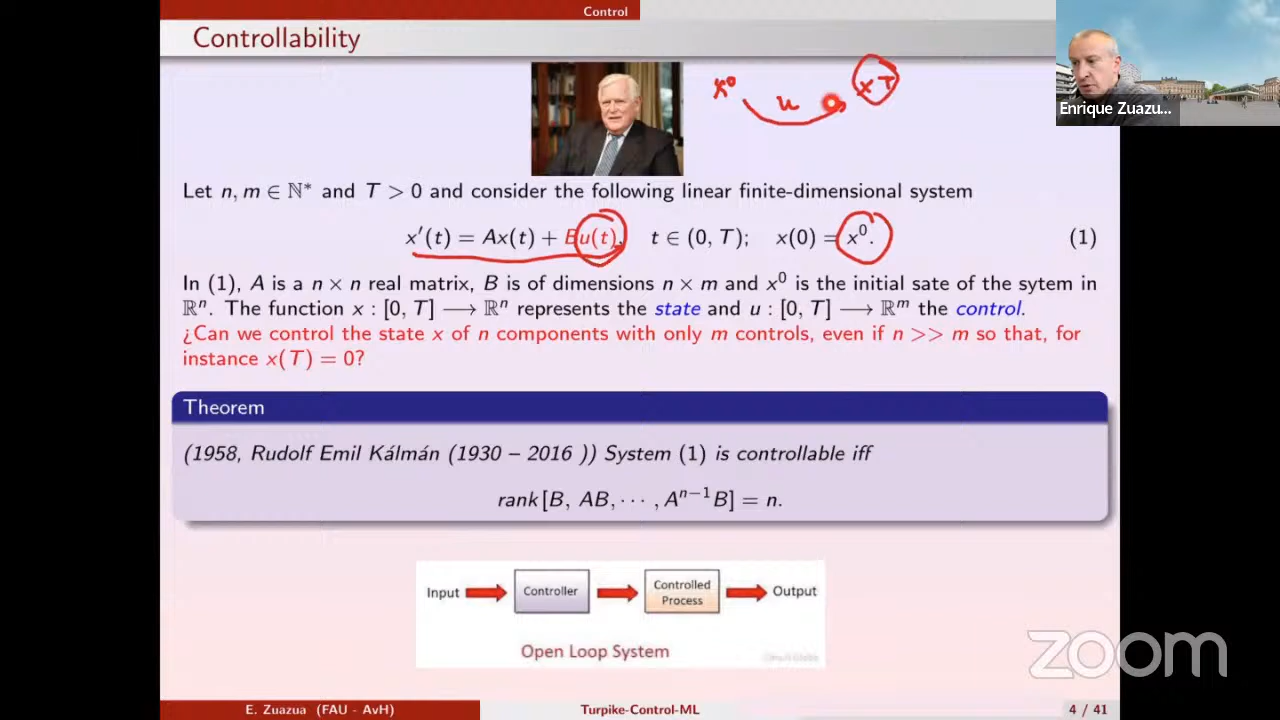 Control
Controllability
x⁰ u xT
Enrique Zuazu...
Let n, m ∈ ℕ* and T > 0 and consider the following linear finite-dimensional system
x′(t) = Ax(t) + Bu(t), t ∈ (0, T); x(0) = x⁰. (1)
In (1), A is a n × n real matrix, B is of dimensions n × m and x⁰ is the initial sate of the sytem in
ℝⁿ. The function x : [0, T] ⟶ ℝⁿ represents the state and u : [0, T] ⟶ ℝᵐ the control.
¿Can we control the state x of n components with only m controls, even if n >> m so that, for
instance x(T) = 0?
Theorem
(1958, Rudolf Emil Kálmán (1930 – 2016 )) System (1) is controllable iff
rank [B, AB, ⋯ , Aⁿ⁻¹B] = n.
Input Controller Controlled Process Output
Open Loop System
zoom
E. Zuazua (FAU - AvH) Turpike-Control-ML 4 / 41